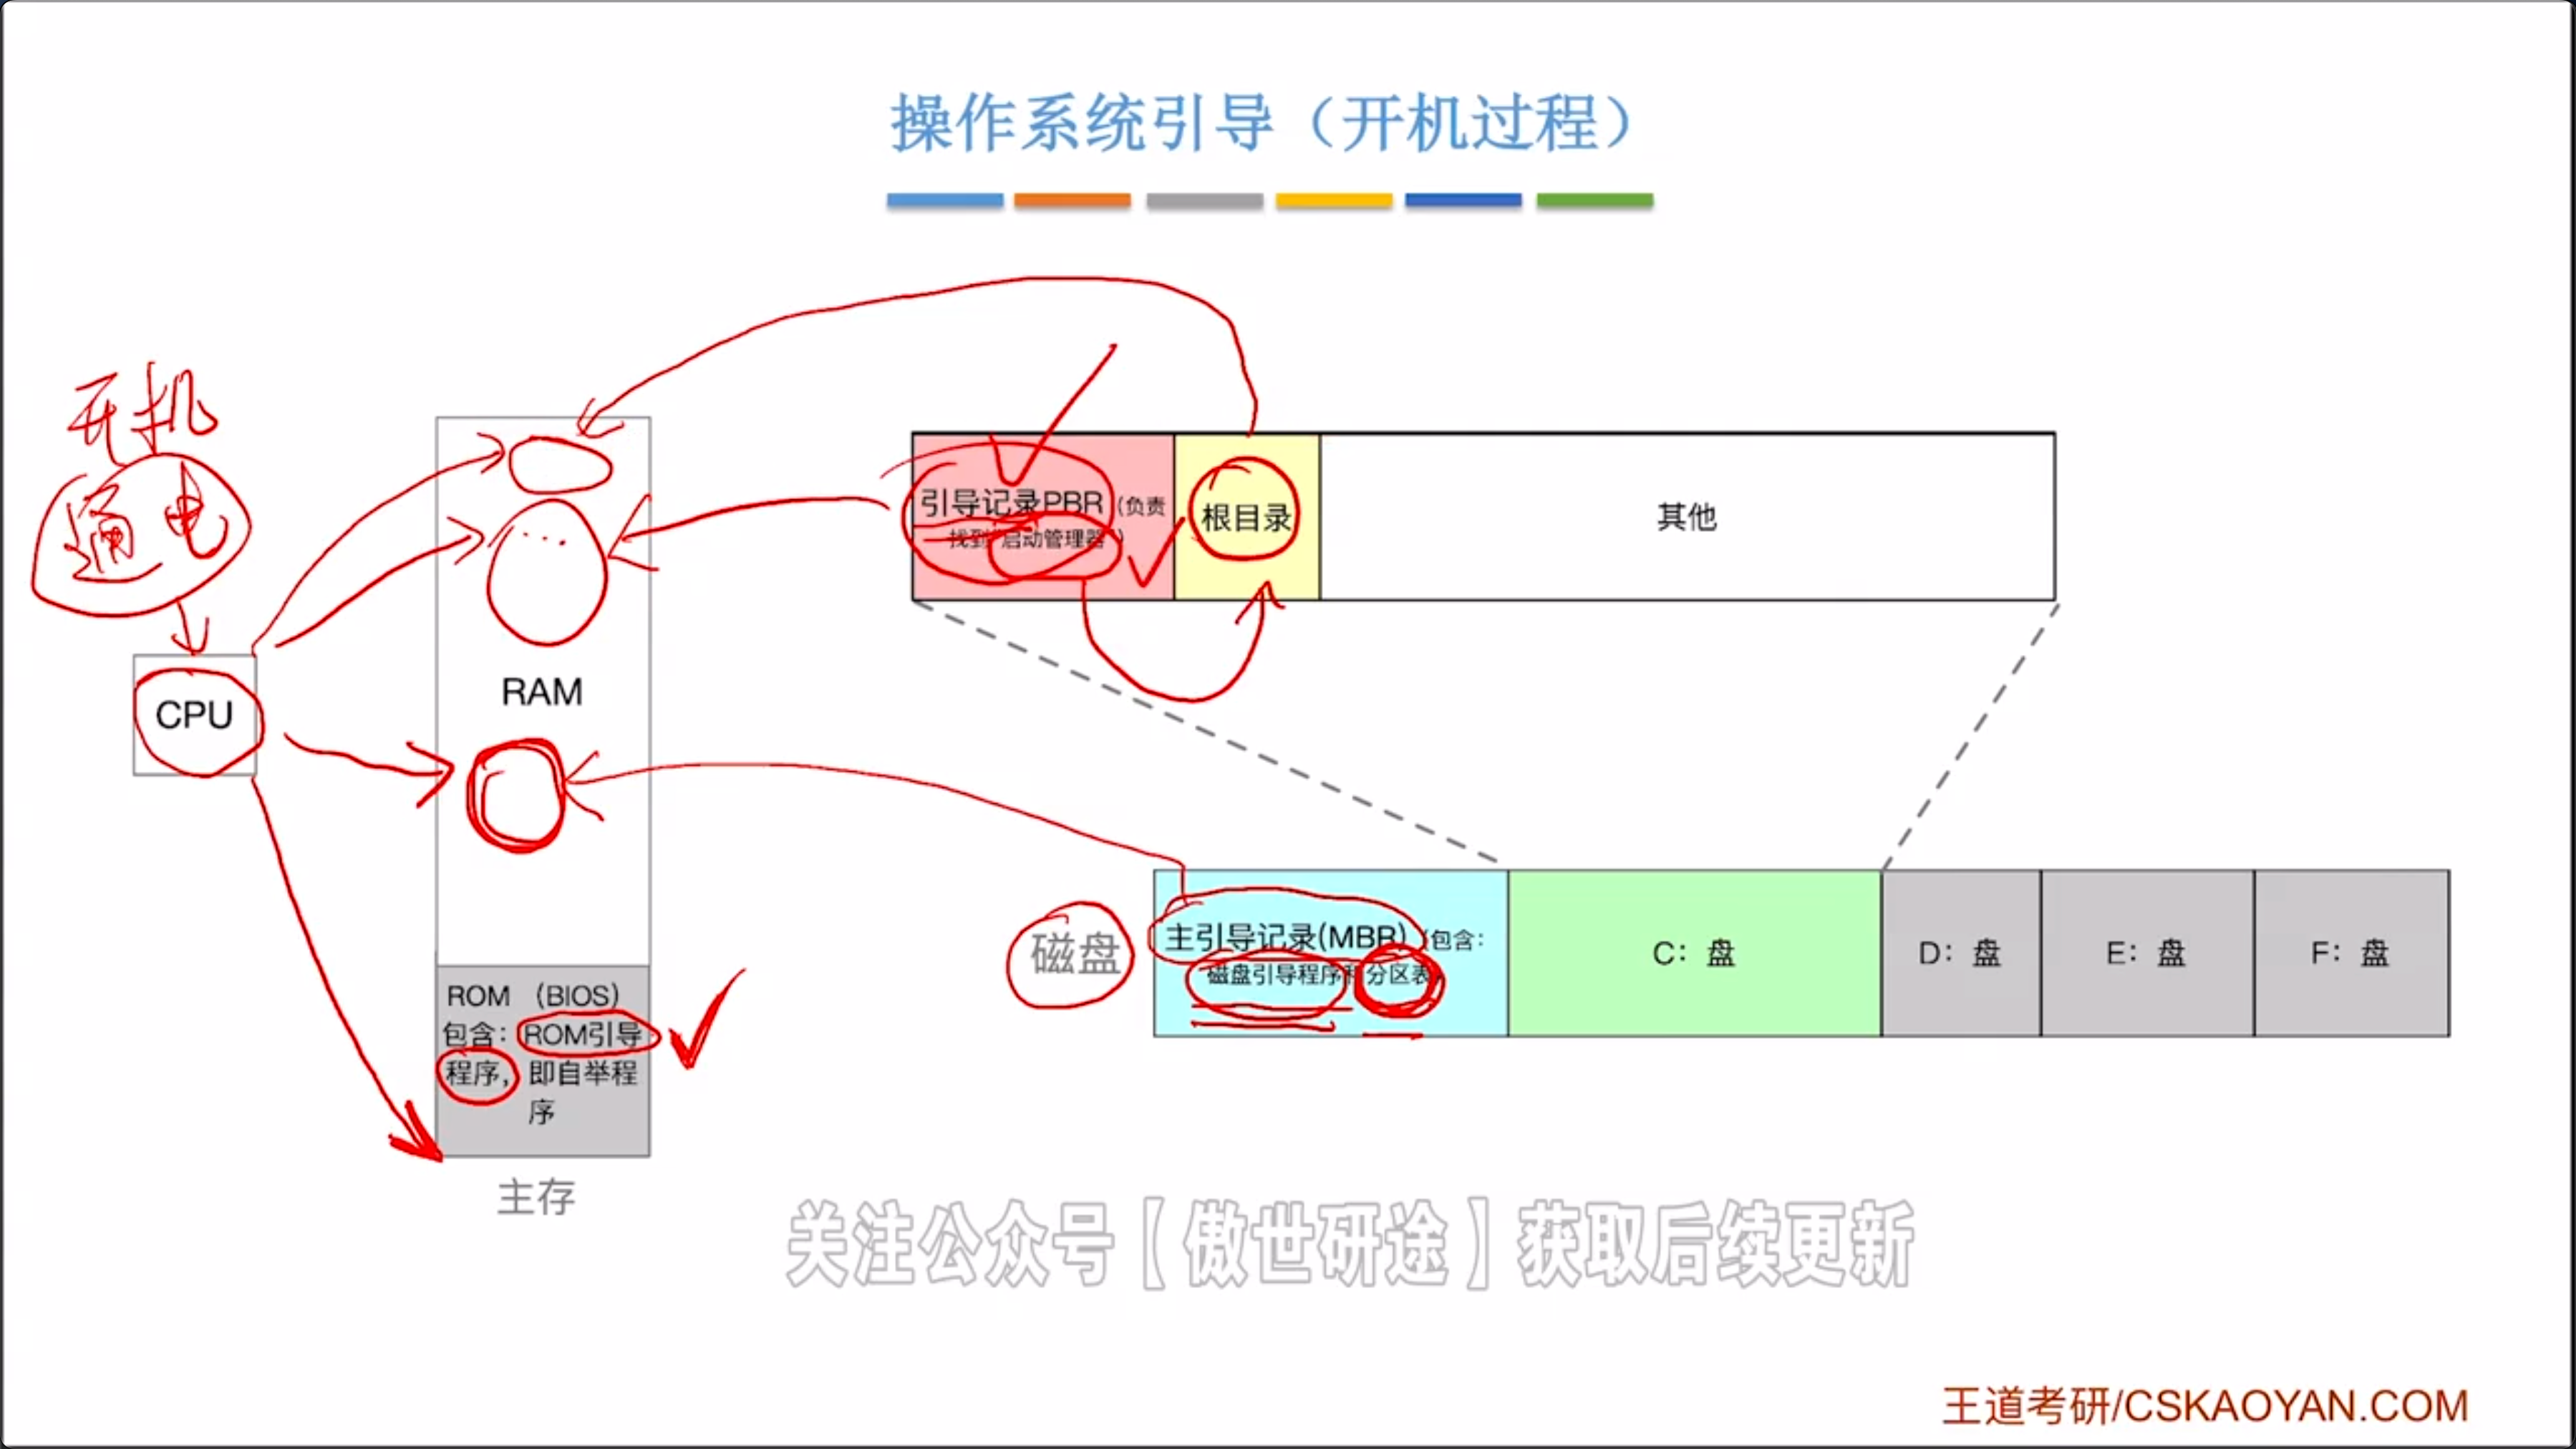 操作系统引导（开机过程）
开机
通电
CPU
RAM
ROM （BIOS）
包含：ROM引导
程序，即自举程
序
主存
引导记录PBR（负责
找到“启动管理器”）
根目录
其他
磁盘
主引导记录(MBR)（包含：
磁盘引导程序和分区表）
C：盘
D：盘
E：盘
F：盘
关注公众号【傲世研途】获取后续更新
王道考研/CSKAOYAN.COM